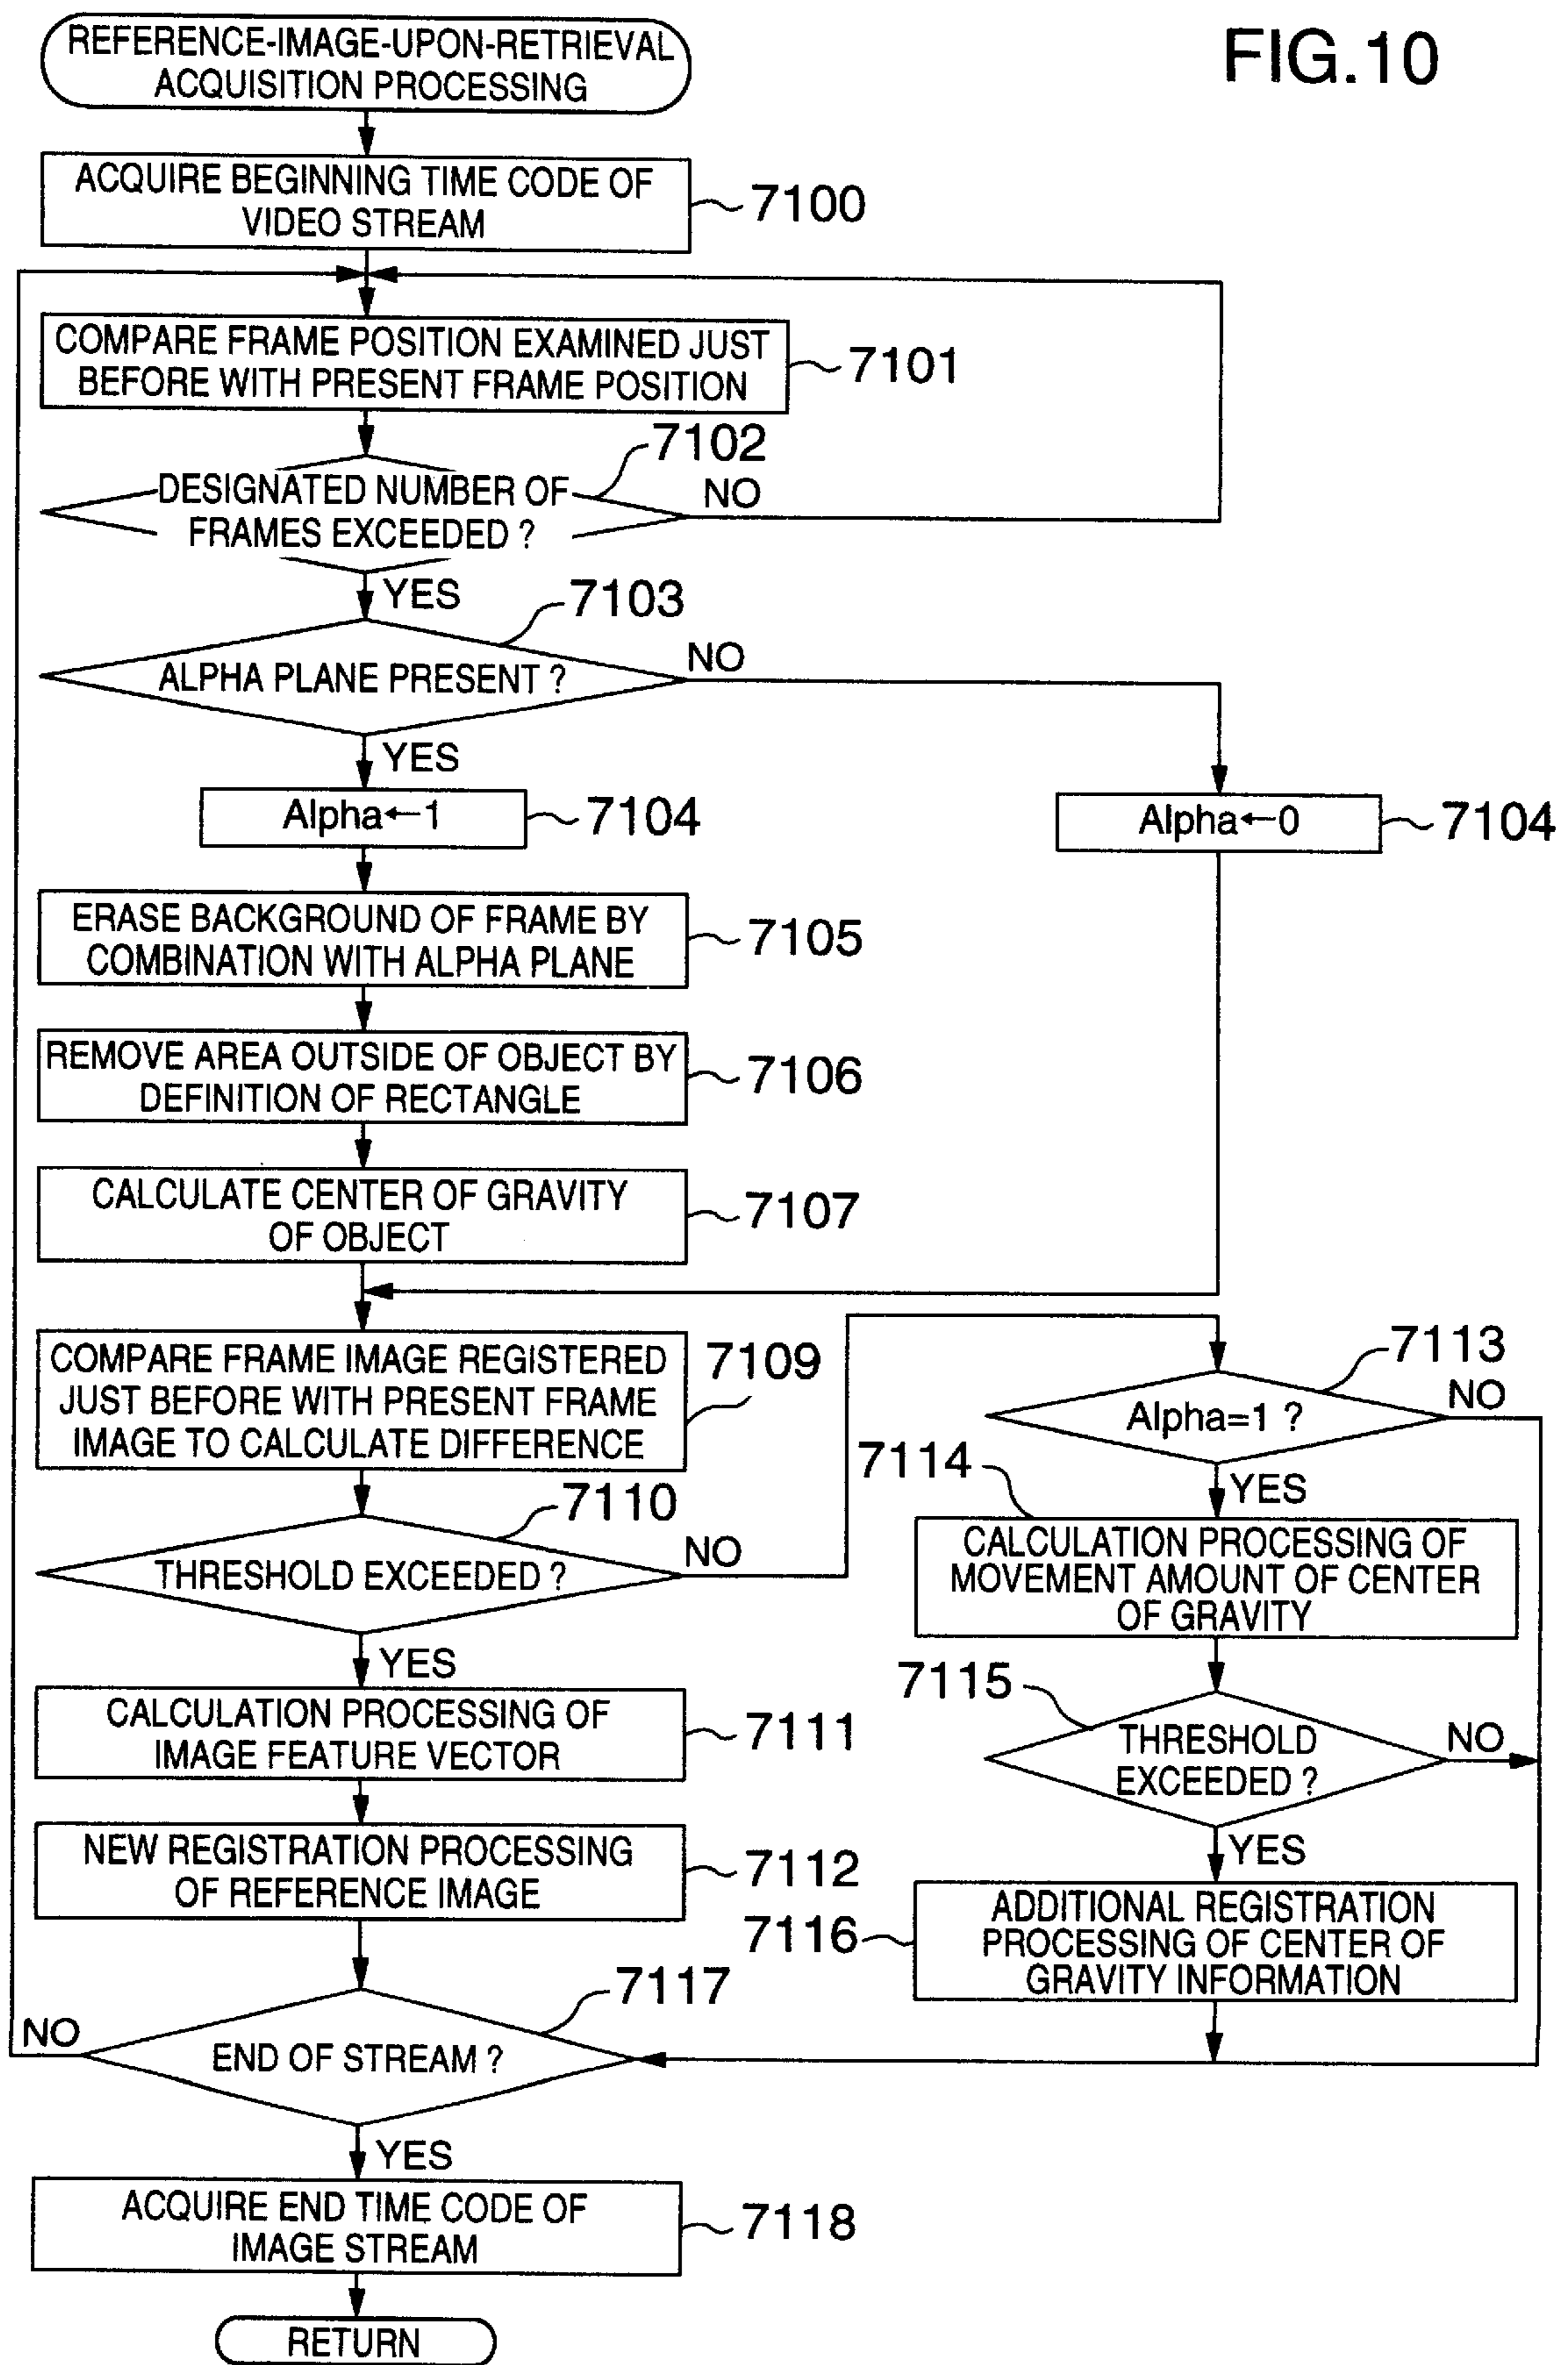 FIG.10
REFERENCE-IMAGE-UPON-RETRIEVAL
ACQUISITION PROCESSING
ACQUIRE BEGINNING TIME CODE OF
VIDEO STREAM
7100
COMPARE FRAME POSITION EXAMINED JUST
BEFORE WITH PRESENT FRAME POSITION
7101
7102
DESIGNATED NUMBER OF
FRAMES EXCEEDED ?
NO
YES
7103
ALPHA PLANE PRESENT ?
NO
YES
Alpha←1
7104
Alpha←0
7104
ERASE BACKGROUND OF FRAME BY
COMBINATION WITH ALPHA PLANE
7105
REMOVE AREA OUTSIDE OF OBJECT BY
DEFINITION OF RECTANGLE
7106
CALCULATE CENTER OF GRAVITY
OF OBJECT
7107
COMPARE FRAME IMAGE REGISTERED
JUST BEFORE WITH PRESENT FRAME
IMAGE TO CALCULATE DIFFERENCE
7109
7110
THRESHOLD EXCEEDED ?
NO
YES
CALCULATION PROCESSING OF
IMAGE FEATURE VECTOR
7111
NEW REGISTRATION PROCESSING
OF REFERENCE IMAGE
7112
7113
Alpha=1 ?
NO
YES
7114
CALCULATION PROCESSING OF
MOVEMENT AMOUNT OF CENTER
OF GRAVITY
7115
THRESHOLD
EXCEEDED ?
NO
YES
7116
ADDITIONAL REGISTRATION
PROCESSING OF CENTER OF
GRAVITY INFORMATION
7117
END OF STREAM ?
NO
YES
ACQUIRE END TIME CODE OF
IMAGE STREAM
7118
RETURN